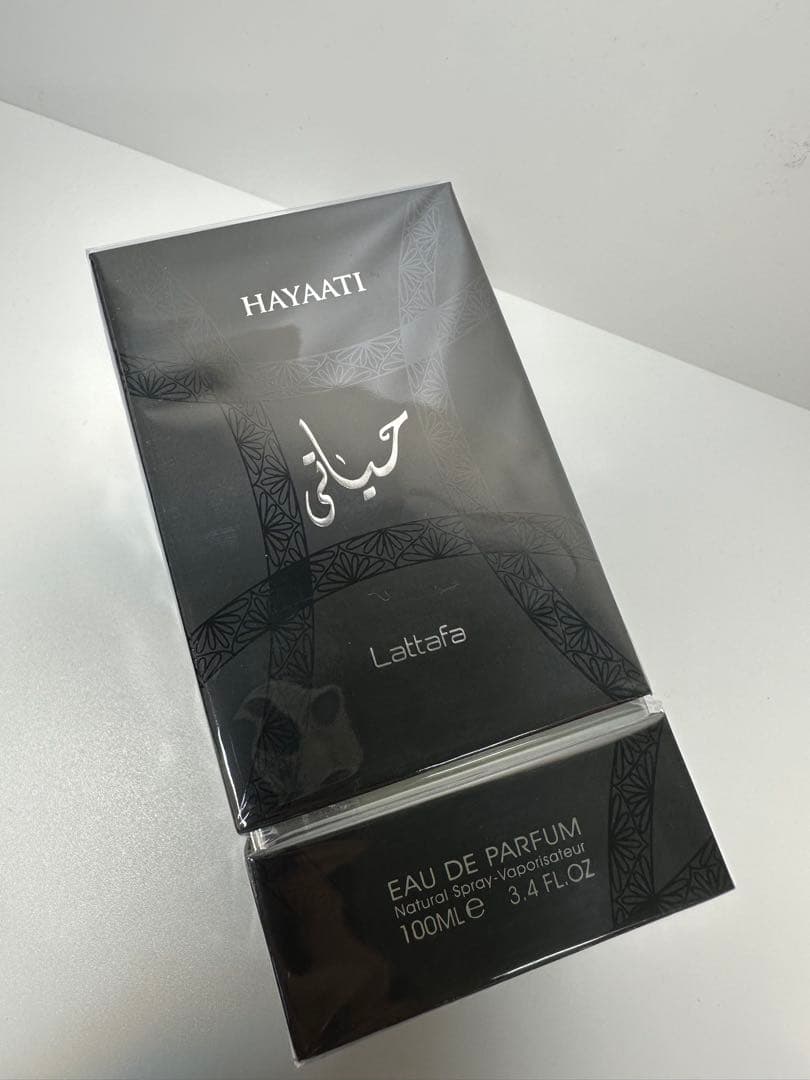 HAYAATI
حياتي
Lattafa
EAU DE PARFUM
Natural Spray-Vaporisateur
100ML℮ 3.4 FL.OZ